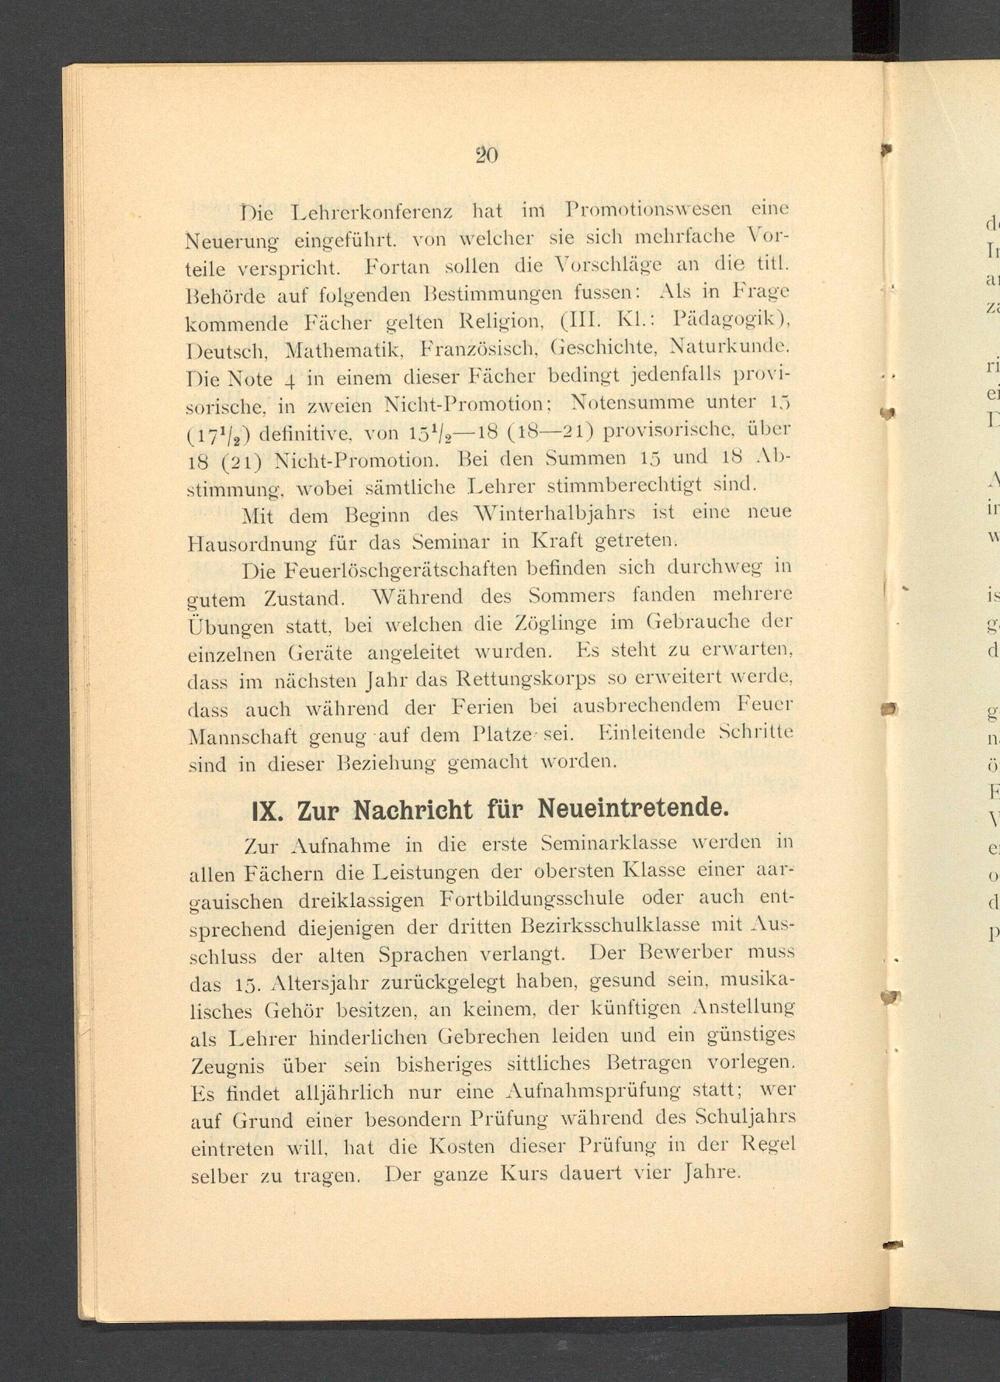 20
Die Lehrerkonferenz hat im Promotionswesen eine
Neuerung eingeführt. von welcher sie sich mehrfache Vor-
teile verspricht. Fortan sollen die Vorschläge an die titl.
Behörde auf folgenden Bestimmungen fussen: Als in Frage
kommende Fächer gelten Religion, (III. Kl.: Pädagogik),
Deutsch, Mathematik, Französisch, Geschichte, Naturkunde.
Die Note 4 in einem dieser Fächer bedingt jedenfalls provi-
sorische, in zweien Nicht-Promotion; Notensumme unter 15
(17¹/₂) definitive, von 15¹/₂—18 (18—21) provisorische, über
18 (21) Nicht-Promotion. Bei den Summen 15 und 18 Ab-
stimmung, wobei sämtliche Lehrer stimmberechtigt sind.
Mit dem Beginn des Winterhalbjahrs ist eine neue
Hausordnung für das Seminar in Kraft getreten.
Die Feuerlöschgerätschaften befinden sich durchweg in
gutem Zustand. Während des Sommers fanden mehrere
Übungen statt, bei welchen die Zöglinge im Gebrauche der
einzelnen Geräte angeleitet wurden. Es steht zu erwarten,
dass im nächsten Jahr das Rettungskorps so erweitert werde,
dass auch während der Ferien bei ausbrechendem Feuer
Mannschaft genug auf dem Platze sei. Einleitende Schritte
sind in dieser Beziehung gemacht worden.
IX. Zur Nachricht für Neueintretende.
Zur Aufnahme in die erste Seminarklasse werden in
allen Fächern die Leistungen der obersten Klasse einer aar-
gauischen dreiklassigen Fortbildungsschule oder auch ent-
sprechend diejenigen der dritten Bezirksschulklasse mit Aus-
schluss der alten Sprachen verlangt. Der Bewerber muss
das 15. Altersjahr zurückgelegt haben, gesund sein, musika-
lisches Gehör besitzen, an keinem, der künftigen Anstellung
als Lehrer hinderlichen Gebrechen leiden und ein günstiges
Zeugnis über sein bisheriges sittliches Betragen vorlegen.
Es findet alljährlich nur eine Aufnahmsprüfung statt; wer
auf Grund einer besondern Prüfung während des Schuljahrs
eintreten will, hat die Kosten dieser Prüfung in der Regel
selber zu tragen. Der ganze Kurs dauert vier Jahre.